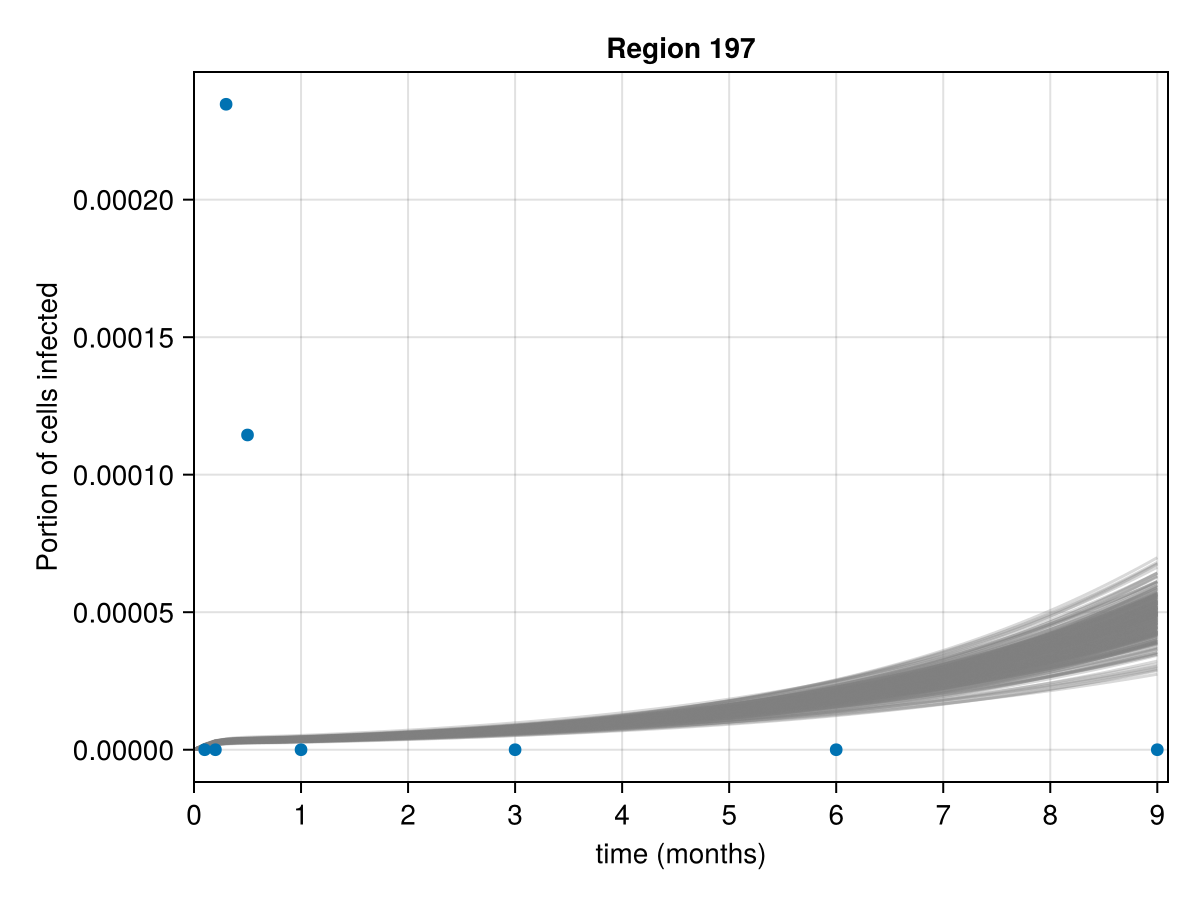 Region 197
Portion of cells infected
0.00020
0.00015
0.00010
0.00005
0.00000
0 1 2 3 4 5 6 7 8 9
time (months)